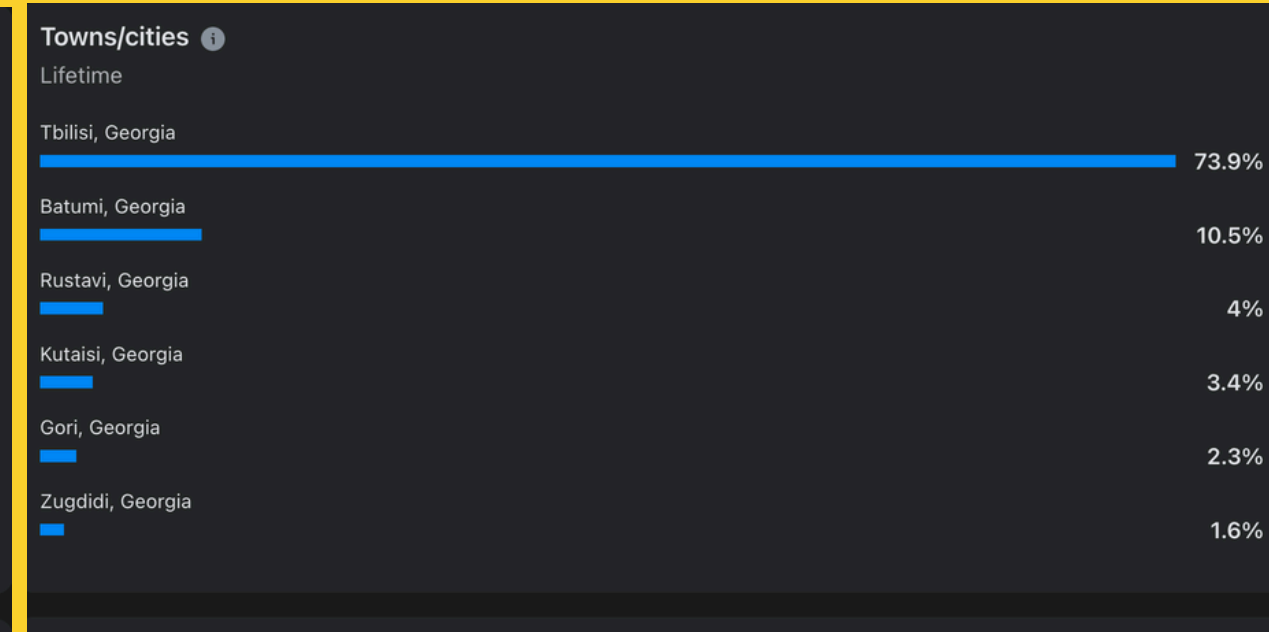 Towns/cities
Lifetime
Tbilisi, Georgia
73.9%
Batumi, Georgia
10.5%
Rustavi, Georgia
4%
Kutaisi, Georgia
3.4%
Gori, Georgia
2.3%
Zugdidi, Georgia
1.6%